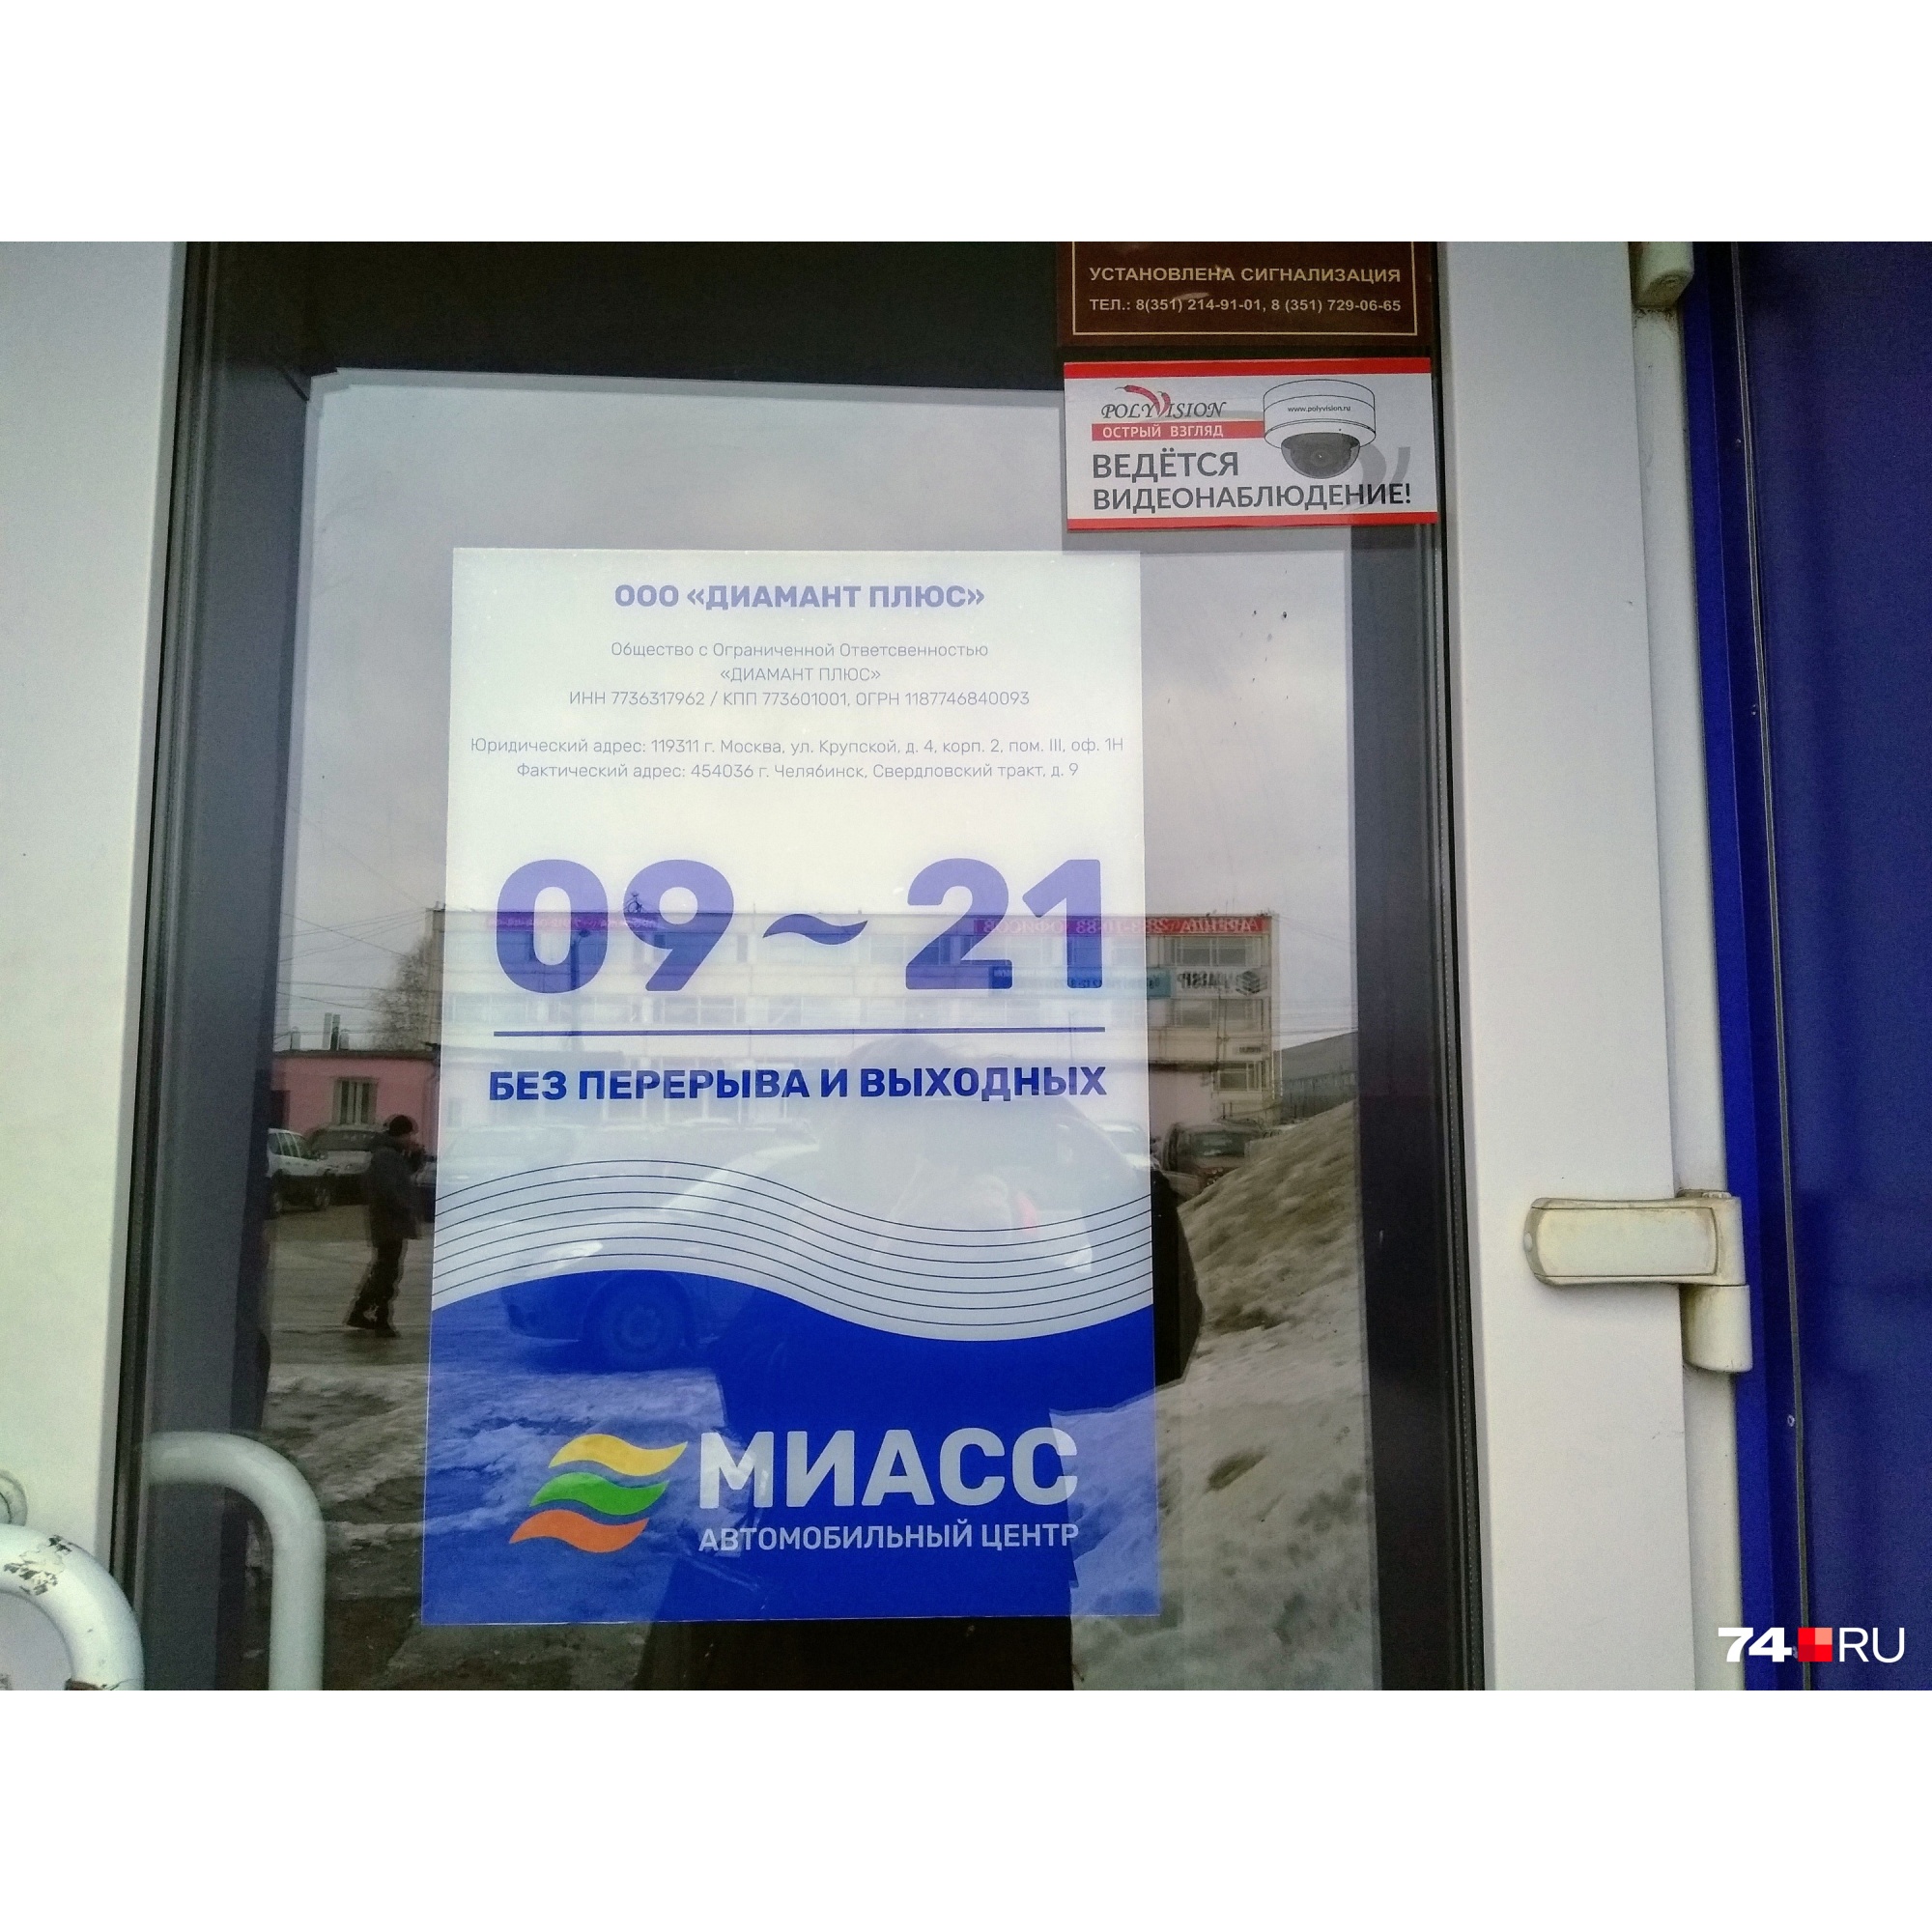 УСТАНОВЛЕНА СИГНАЛИЗАЦИЯ
ТЕЛ.: 8(351) 214-91-01, 8 (351) 729-06-65
POLYVISION
www.polyvision.ru
ОСТРЫЙ ВЗГЛЯД
ВЕДЁТСЯ
ВИДЕОНАБЛЮДЕНИЕ!
ООО «ДИАМАНТ ПЛЮС»
Общество с Ограниченной Ответсвенностью
«ДИАМАНТ ПЛЮС»
ИНН 7736317962 / КПП 773601001, ОГРН 1187746840093
Юридический адрес: 119311 г. Москва, ул. Крупской, д. 4, корп. 2, пом. III, оф. 1Н
Фактический адрес: 454036 г. Челябинск, Свердловский тракт, д. 9
09 ~ 21
БЕЗ ПЕРЕРЫВА И ВЫХОДНЫХ
МИАСС
АВТОМОБИЛЬНЫЙ ЦЕНТР
74.RU